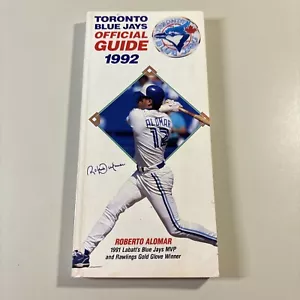 TORONTO
BLUE JAYS
OFFICIAL
GUIDE
1992
ALOMAR
12
ROBERTO ALOMAR
1991 Labatt's Blue Jays MVP
and Rawlings Gold Glove Winner